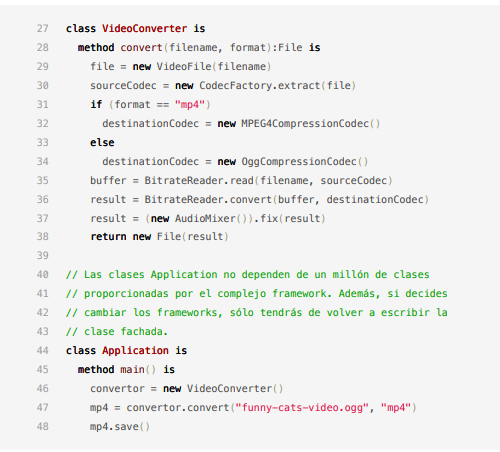 27 class VideoConverter is
28 method convert(filename, format):File is
29 file = new VideoFile(filename)
30 sourceCodec = new CodecFactory.extract(file)
31 if (format == "mp4")
32 destinationCodec = new MPEG4CompressionCodec()
33 else
34 destinationCodec = new OggCompressionCodec()
35 buffer = BitrateReader.read(filename, sourceCodec)
36 result = BitrateReader.convert(buffer, destinationCodec)
37 result = (new AudioMixer()).fix(result)
38 return new File(result)
39
40 // Las clases Application no dependen de un millón de clases
41 // proporcionadas por el complejo framework. Además, si decides
42 // cambiar los frameworks, sólo tendrás de volver a escribir la
43 // clase fachada.
44 class Application is
45 method main() is
46 convertor = new VideoConverter()
47 mp4 = convertor.convert("funny-cats-video.ogg", "mp4")
48 mp4.save()